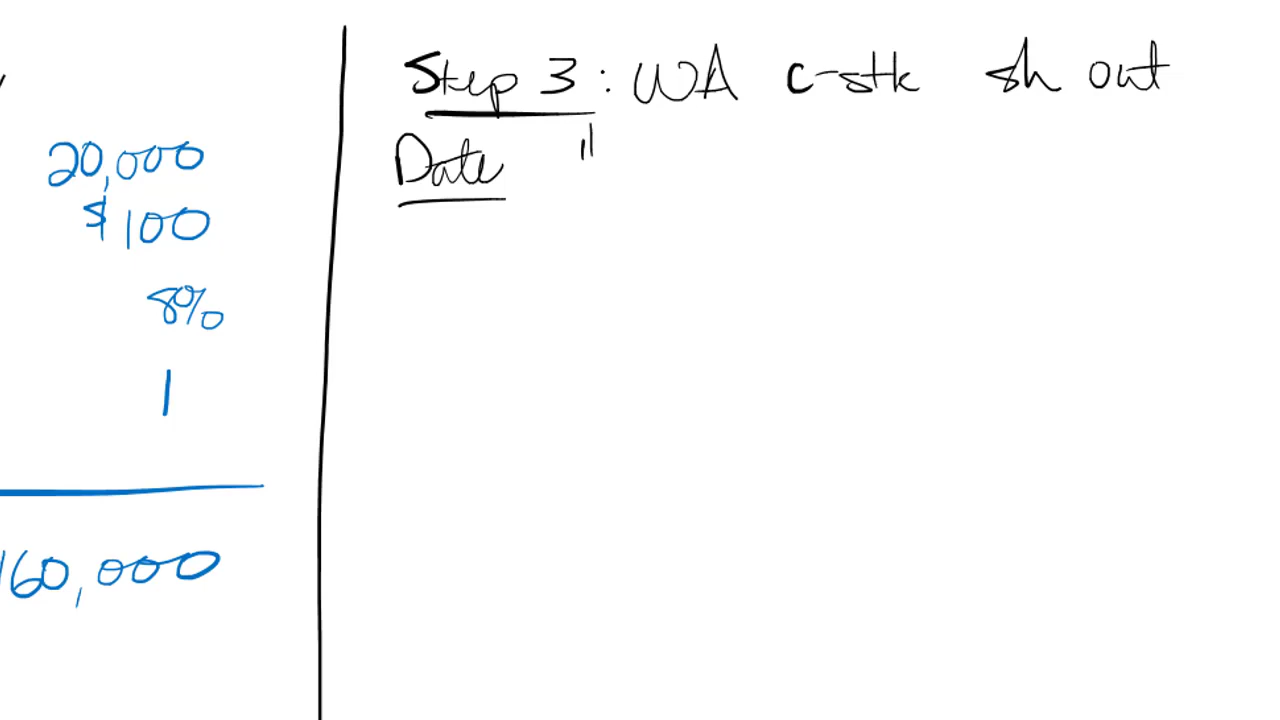 20,000
$100
8%
1
160,000
Step 3: WA c-stk sh out
Date